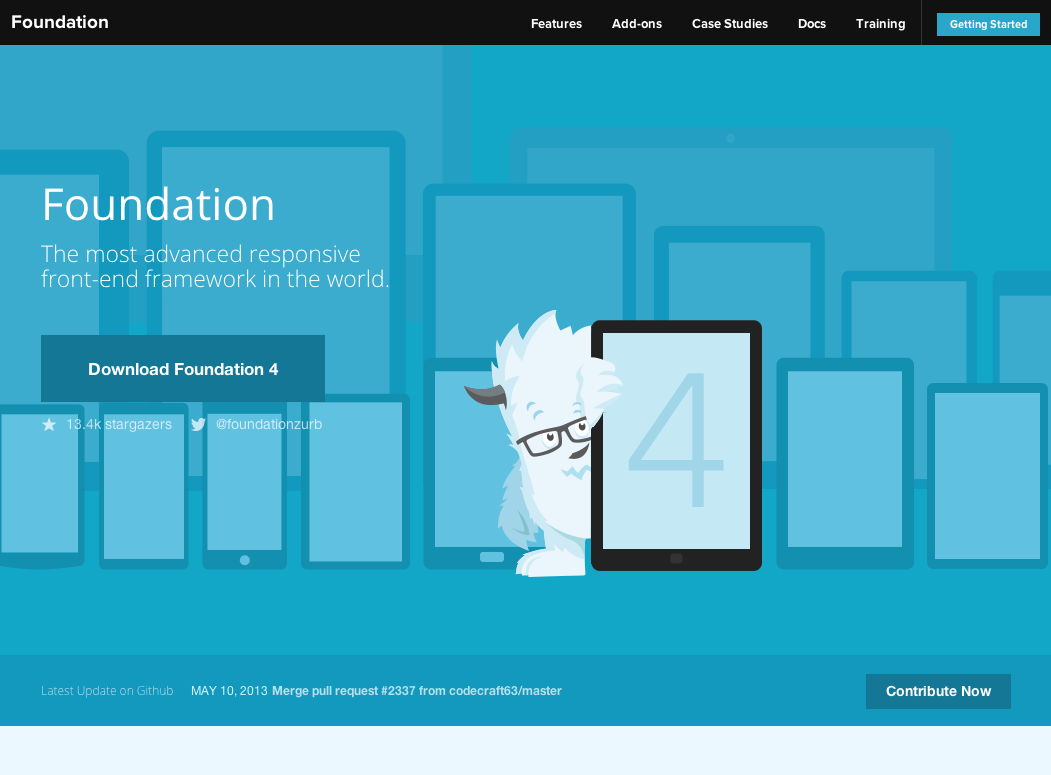 Foundation
Features Add-ons Case Studies Docs Training Getting Started
Foundation
The most advanced responsive
front-end framework in the world.
Download Foundation 4
13.4k stargazers @foundationzurb
4
Latest Update on Github MAY 10, 2013 Merge pull request #2337 from codecraft63/master
Contribute Now